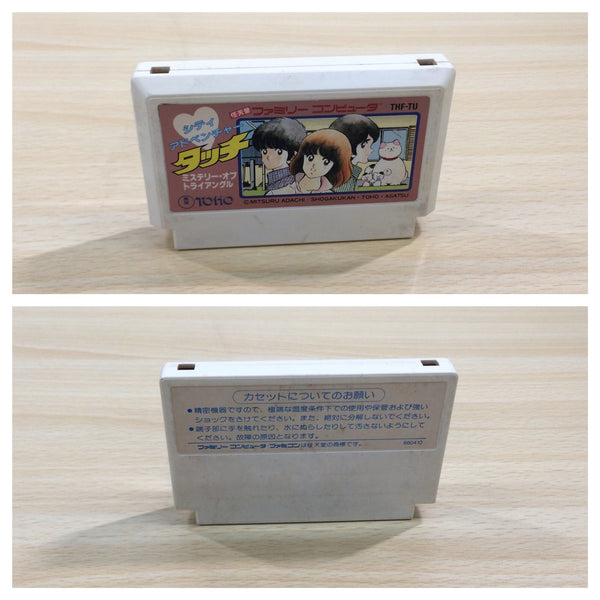 任天堂 ファミリー コンピュータ THF-TU
シティ
アドベンチャー
タッチ
ミステリー・オブ
トライアングル
TOHO
©MITSURU ADACHI・SHOGAKUKAN・TOHO・ASATSU
カセットについてのお願い
●精密機器ですので、極端な温度条件下での使用や保管および強い
ショックをさけてください。また、絶対に分解しないでください。
●端子部に手を触れたり、水にぬらしたりして汚さないようにして
ください。故障の原因となります。
ファミリー コンピュータ ファミコンは任天堂の商標です。